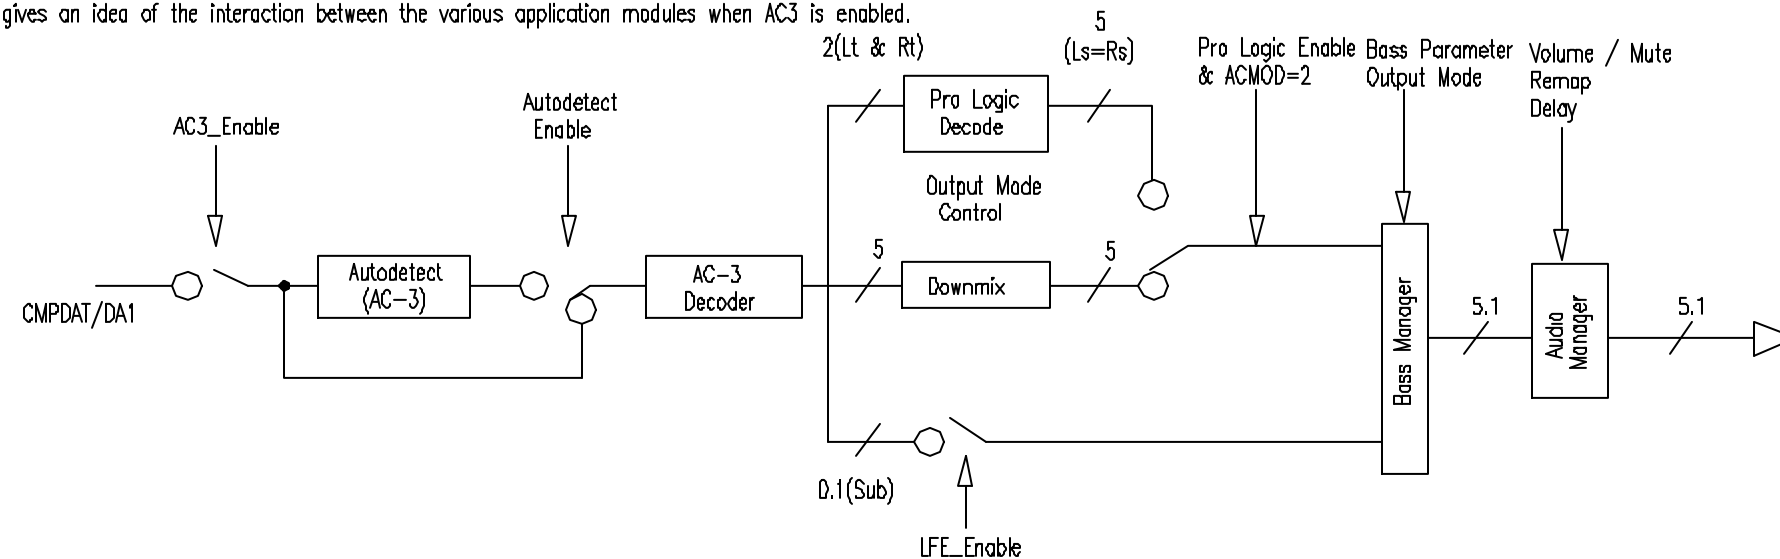 gives an idea of the interaction between the various application modules when AC3 is enabled.
5
2(Lt & Rt)
(Ls=Rs)
Pro Logic Enable
& ACMOD=2
Bass Parameter
Output Mode
Volume / Mute
Remap
Delay
AC3_Enable
Autodetect
Enable
Pro Logic
Decode
Output Mode
Control
5
5
CMPDAT/DA1
Autodetect
(AC-3)
AC-3
Decoder
Downmix
Bass Manager
5.1
Audio
Manager
5.1
0.1(Sub)
LFE_Enable